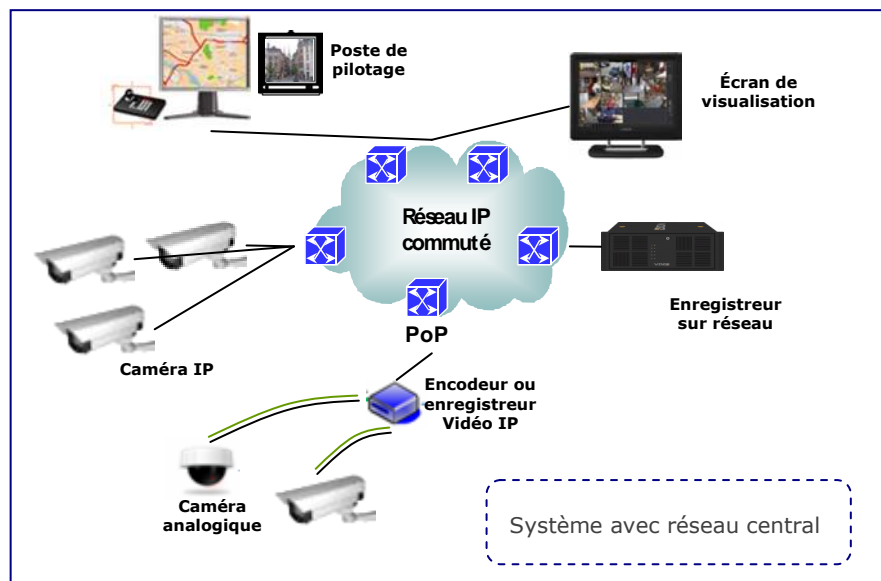 Poste de
pilotage
Écran de
visualisation
Réseau IP
commuté
Enregistreur
sur réseau
PoP
Caméra IP
Encodeur ou
enregistreur
Vidéo IP
Caméra
analogique
Système avec réseau central